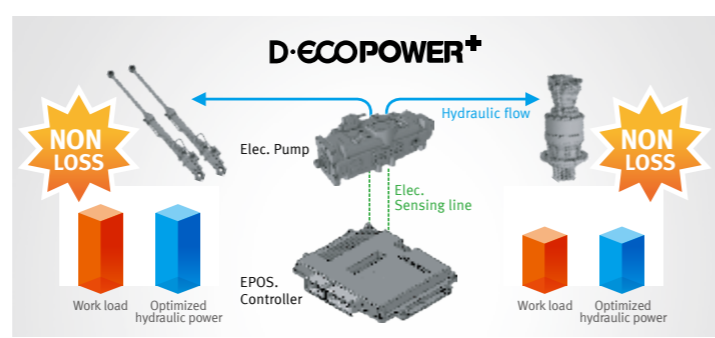 D·ECOPOWER+
NON
LOSS
Hydraulic flow
NON
LOSS
Elec. Pump
Elec.
Sensing line
EPOS.
Controller
Work load
Optimized
hydraulic power
Work load
Optimized
hydraulic power